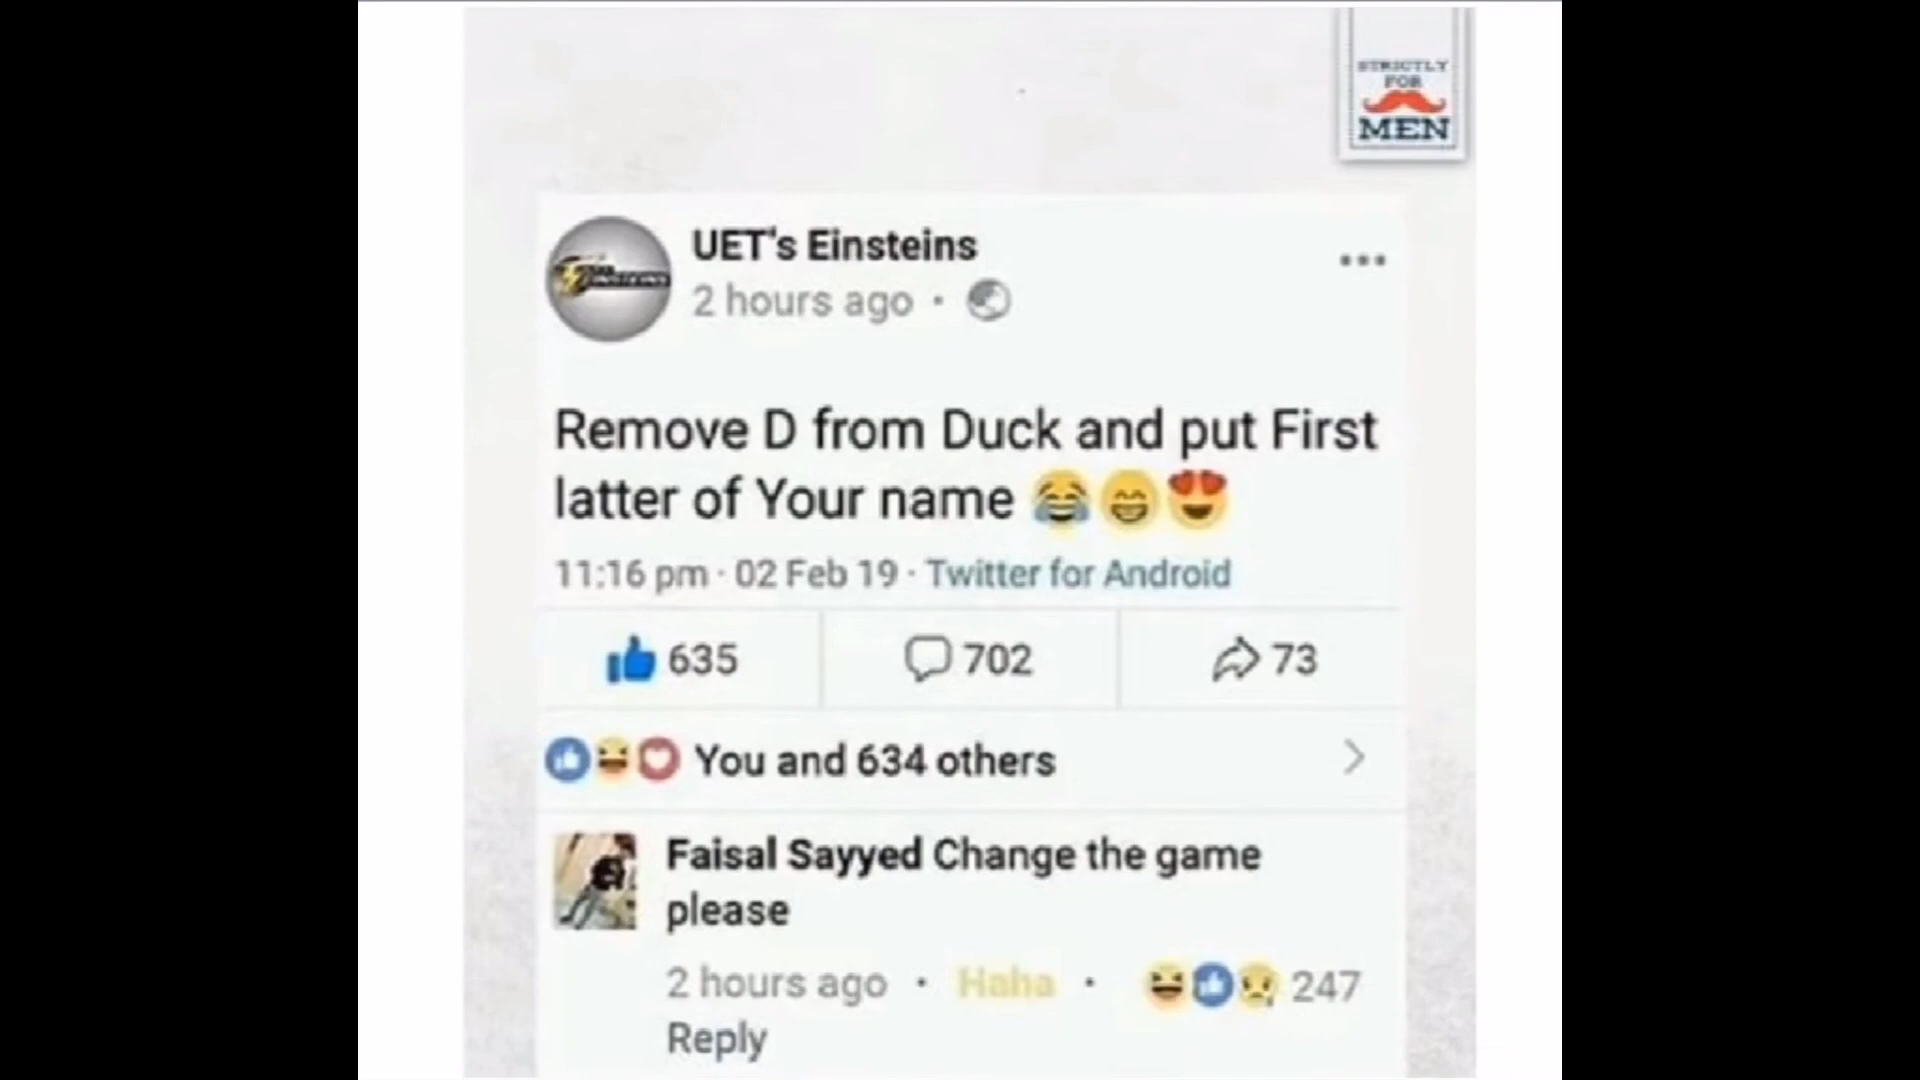 STRICTLY
FOR
MEN
UET's Einsteins
2 hours ago ·
Remove D from Duck and put First
latter of Your name 😂😁😍
11:16 pm · 02 Feb 19 · Twitter for Android
635 702 73
You and 634 others
Faisal Sayyed Change the game
please
2 hours ago · Haha · 247
Reply